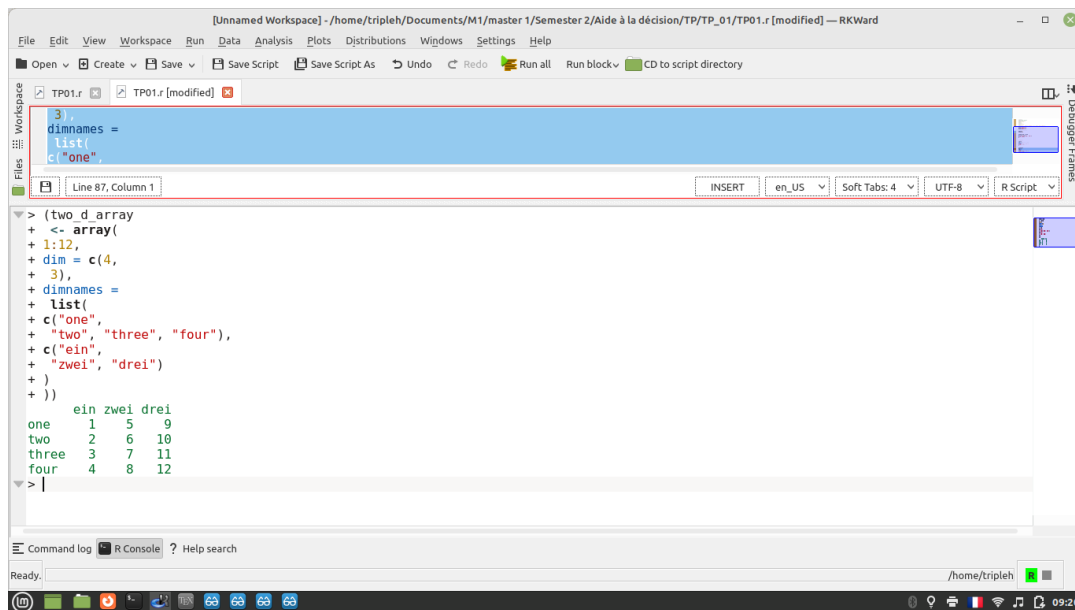 [Unnamed Workspace] - /home/tripleh/Documents/M1/master 1/Semester 2/Aide à la décision/TP/TP_01/TP01.r [modified] — RKWard
File Edit View Workspace Run Data Analysis Plots Distributions Windows Settings Help
Open Create Save Save Script Save Script As Undo Redo Run all Run block CD to script directory
Workspace
Files
TP01.r TP01.r [modified]
Debugger Frames
3),
dimnames =
list(
c("one",
Line 87, Column 1 INSERT en_US Soft Tabs: 4 UTF-8 R Script
> (two_d_array
+ <- array(
+ 1:12,
+ dim = c(4,
+ 3),
+ dimnames =
+ list(
+ c("one",
+ "two", "three", "four"),
+ c("ein",
+ "zwei", "drei")
+ )
+ ))
ein zwei drei
one 1 5 9
two 2 6 10
three 3 7 11
four 4 8 12
>
Command log R Console ? Help search
Ready. /home/tripleh R